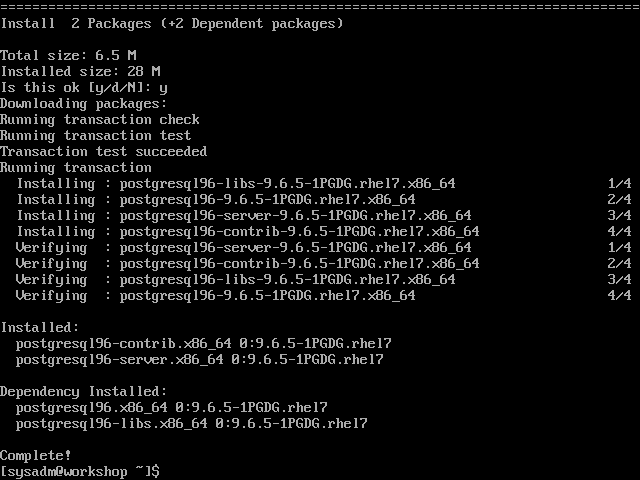 ================================================================================
Install  2 Packages (+2 Dependent packages)

Total size: 6.5 M
Installed size: 28 M
Is this ok [y/d/N]: y
Downloading packages:
Running transaction check
Running transaction test
Transaction test succeeded
Running transaction
  Installing : postgresql96-libs-9.6.5-1PGDG.rhel7.x86_64                   1/4
  Installing : postgresql96-9.6.5-1PGDG.rhel7.x86_64                        2/4
  Installing : postgresql96-server-9.6.5-1PGDG.rhel7.x86_64                 3/4
  Installing : postgresql96-contrib-9.6.5-1PGDG.rhel7.x86_64                4/4
  Verifying  : postgresql96-server-9.6.5-1PGDG.rhel7.x86_64                 1/4
  Verifying  : postgresql96-contrib-9.6.5-1PGDG.rhel7.x86_64                2/4
  Verifying  : postgresql96-libs-9.6.5-1PGDG.rhel7.x86_64                   3/4
  Verifying  : postgresql96-9.6.5-1PGDG.rhel7.x86_64                        4/4

Installed:
  postgresql96-contrib.x86_64 0:9.6.5-1PGDG.rhel7
  postgresql96-server.x86_64 0:9.6.5-1PGDG.rhel7

Dependency Installed:
  postgresql96.x86_64 0:9.6.5-1PGDG.rhel7
  postgresql96-libs.x86_64 0:9.6.5-1PGDG.rhel7

Complete!
[sysadm@workshop ~]$